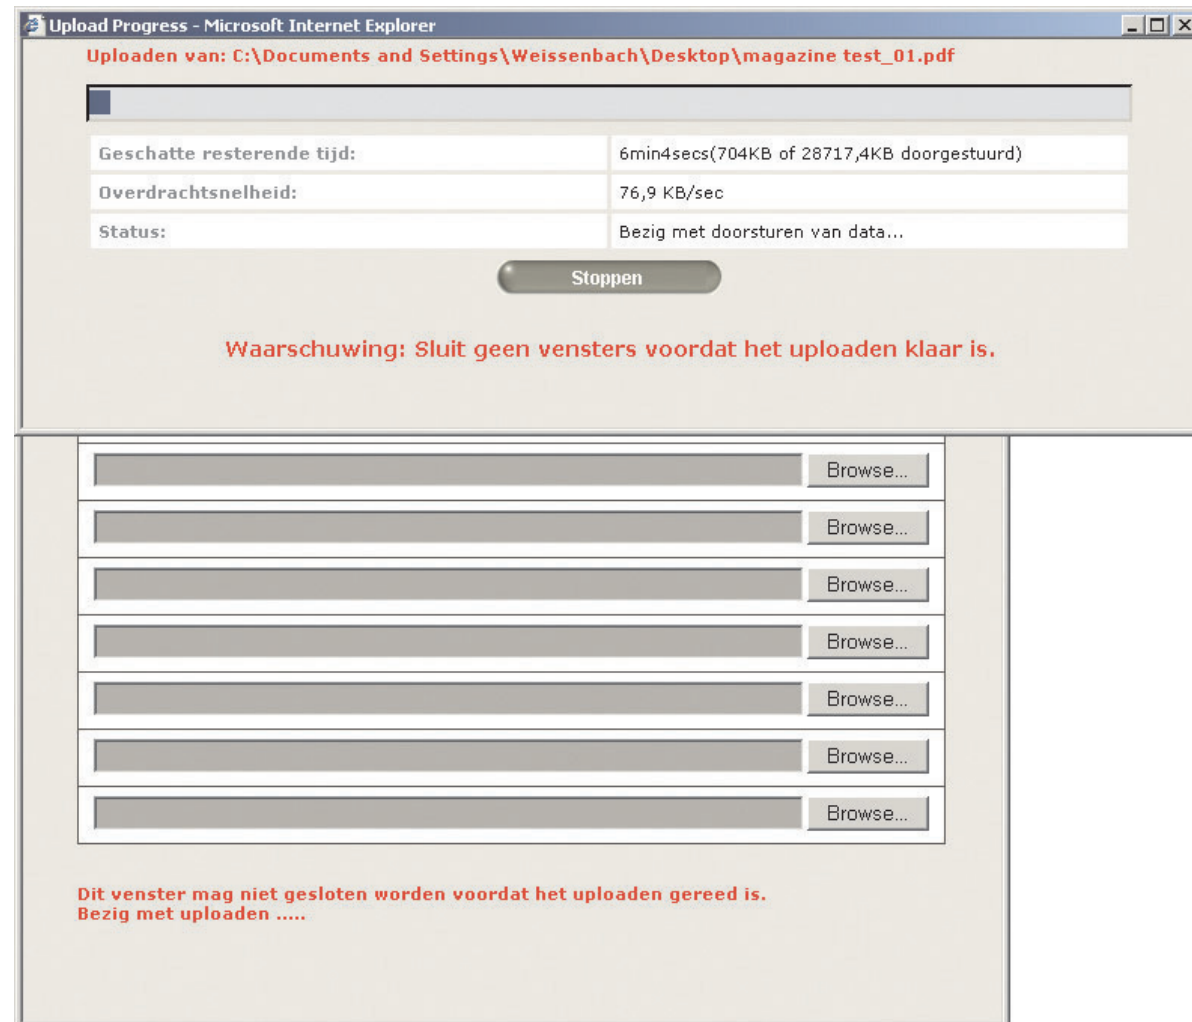 Upload Progress - Microsoft Internet Explorer
Uploaden van: C:\Documents and Settings\Weissenbach\Desktop\magazine test_01.pdf
Geschatte resterende tijd: 6min4secs(704KB of 28717,4KB doorgestuurd)
Overdrachtsnelheid: 76,9 KB/sec
Status: Bezig met doorsturen van data...
Stoppen
Waarschuwing: Sluit geen vensters voordat het uploaden klaar is.
Browse...
Browse...
Browse...
Browse...
Browse...
Browse...
Browse...
Dit venster mag niet gesloten worden voordat het uploaden gereed is.
Bezig met uploaden .....